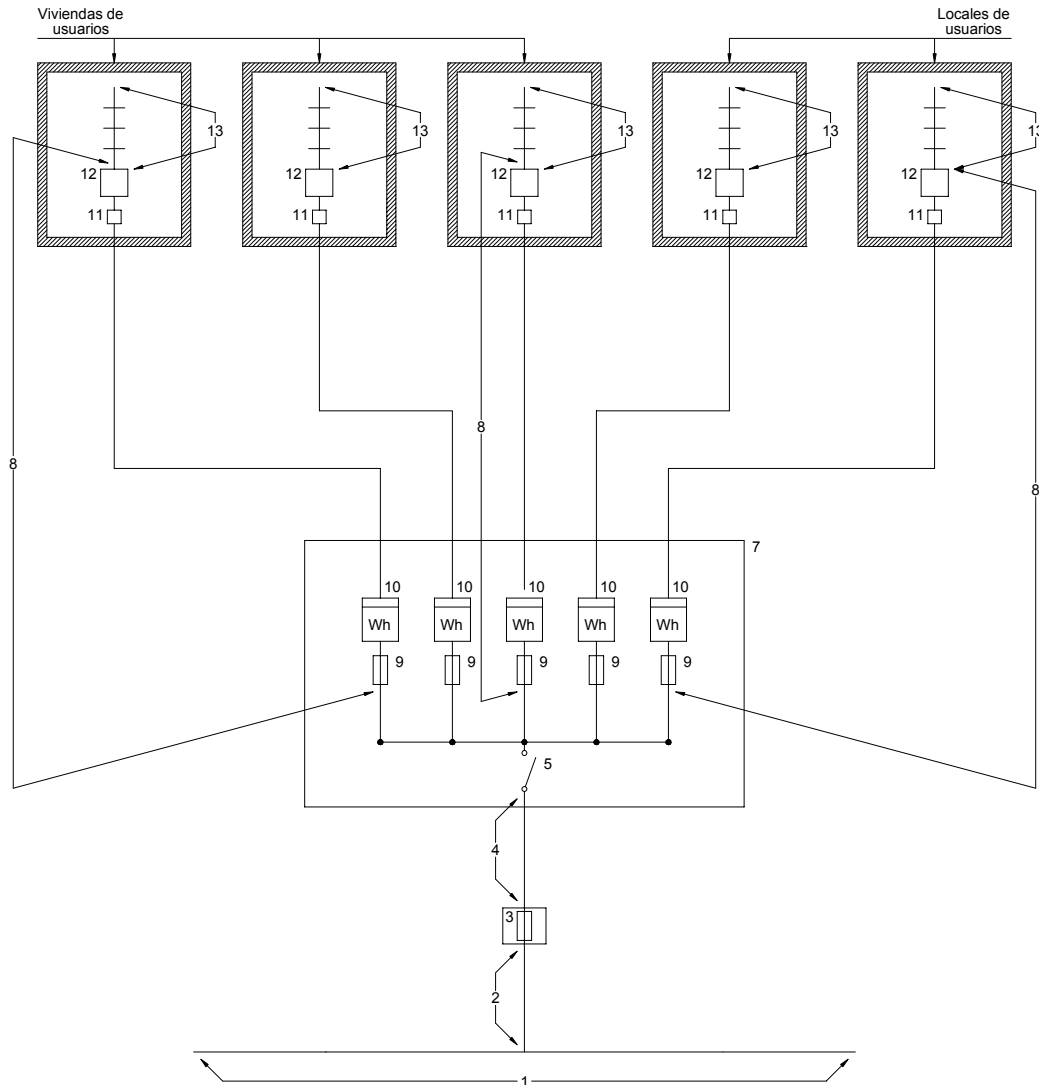 Viviendas de
usuarios
Locales de
usuarios
13 13 13 13 13
12 12 12 12 12
11 11 11 11 11
8 8 8
7
10 10 10 10 10
Wh Wh Wh Wh Wh
9 9 9 9 9
5
4
3
2
1